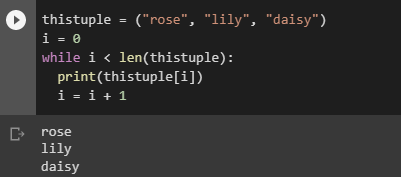 thistuple = ("rose", "lily", "daisy")
i = 0
while i < len(thistuple):
  print(thistuple[i])
  i = i + 1
rose
lily
daisy